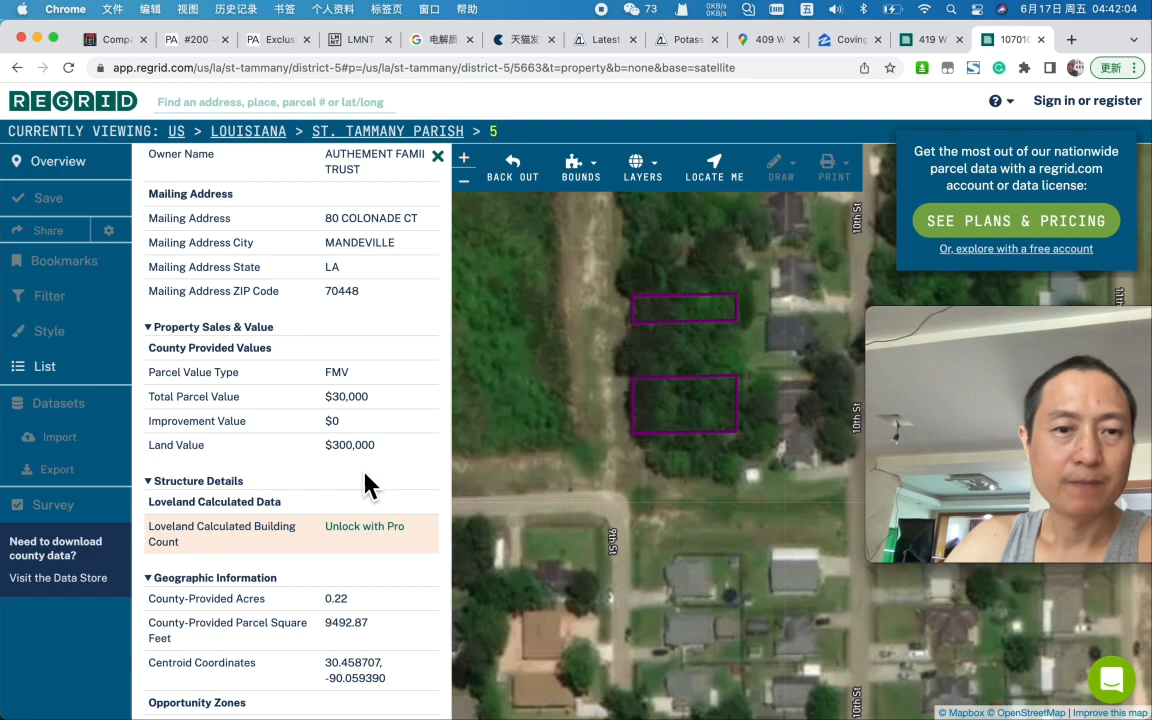 Chrome 文件 编辑 视图 历史记录 书签 个人资料 标签页 窗口 帮助 73 0KB/s 0KB/s 五 6月17日 周五 04:42:04
Compa PA #200 - PA Exclus LMNT LMNT 电解质 天猫发 Latest Potass 409 W Coving 419 W 10701C
app.regrid.com/us/la/st-tammany/district-5#p=/us/la/st-tammany/district-5/5663&t=property&b=none&base=satellite 更新
REGRID Find an address, place, parcel # or lat/long Sign in or register
CURRENTLY VIEWING: US > LOUISIANA > ST. TAMMANY PARISH > 5
Overview
Save
Share
Bookmarks
Filter
Style
List
Datasets
Import
Export
Survey
Need to download
county data?
Visit the Data Store
Owner Name AUTHEMENT FAMII
TRUST
Mailing Address
Mailing Address 80 COLONADE CT
Mailing Address City MANDEVILLE
Mailing Address State LA
Mailing Address ZIP Code 70448
Property Sales & Value
County Provided Values
Parcel Value Type FMV
Total Parcel Value $30,000
Improvement Value $0
Land Value $300,000
Structure Details
Loveland Calculated Data
Loveland Calculated Building Unlock with Pro
Count
Geographic Information
County-Provided Acres 0.22
County-Provided Parcel Square 9492.87
Feet
Centroid Coordinates 30.458707,
-90.059390
Opportunity Zones
+
−
BACK OUT BOUNDS LAYERS LOCATE ME DRAW PRINT
10th St
11th
10th St
9th St
10th St
Get the most out of our nationwide
parcel data with a regrid.com
account or data license:
SEE PLANS & PRICING
Or, explore with a free account
© Mapbox © OpenStreetMap | Improve this map